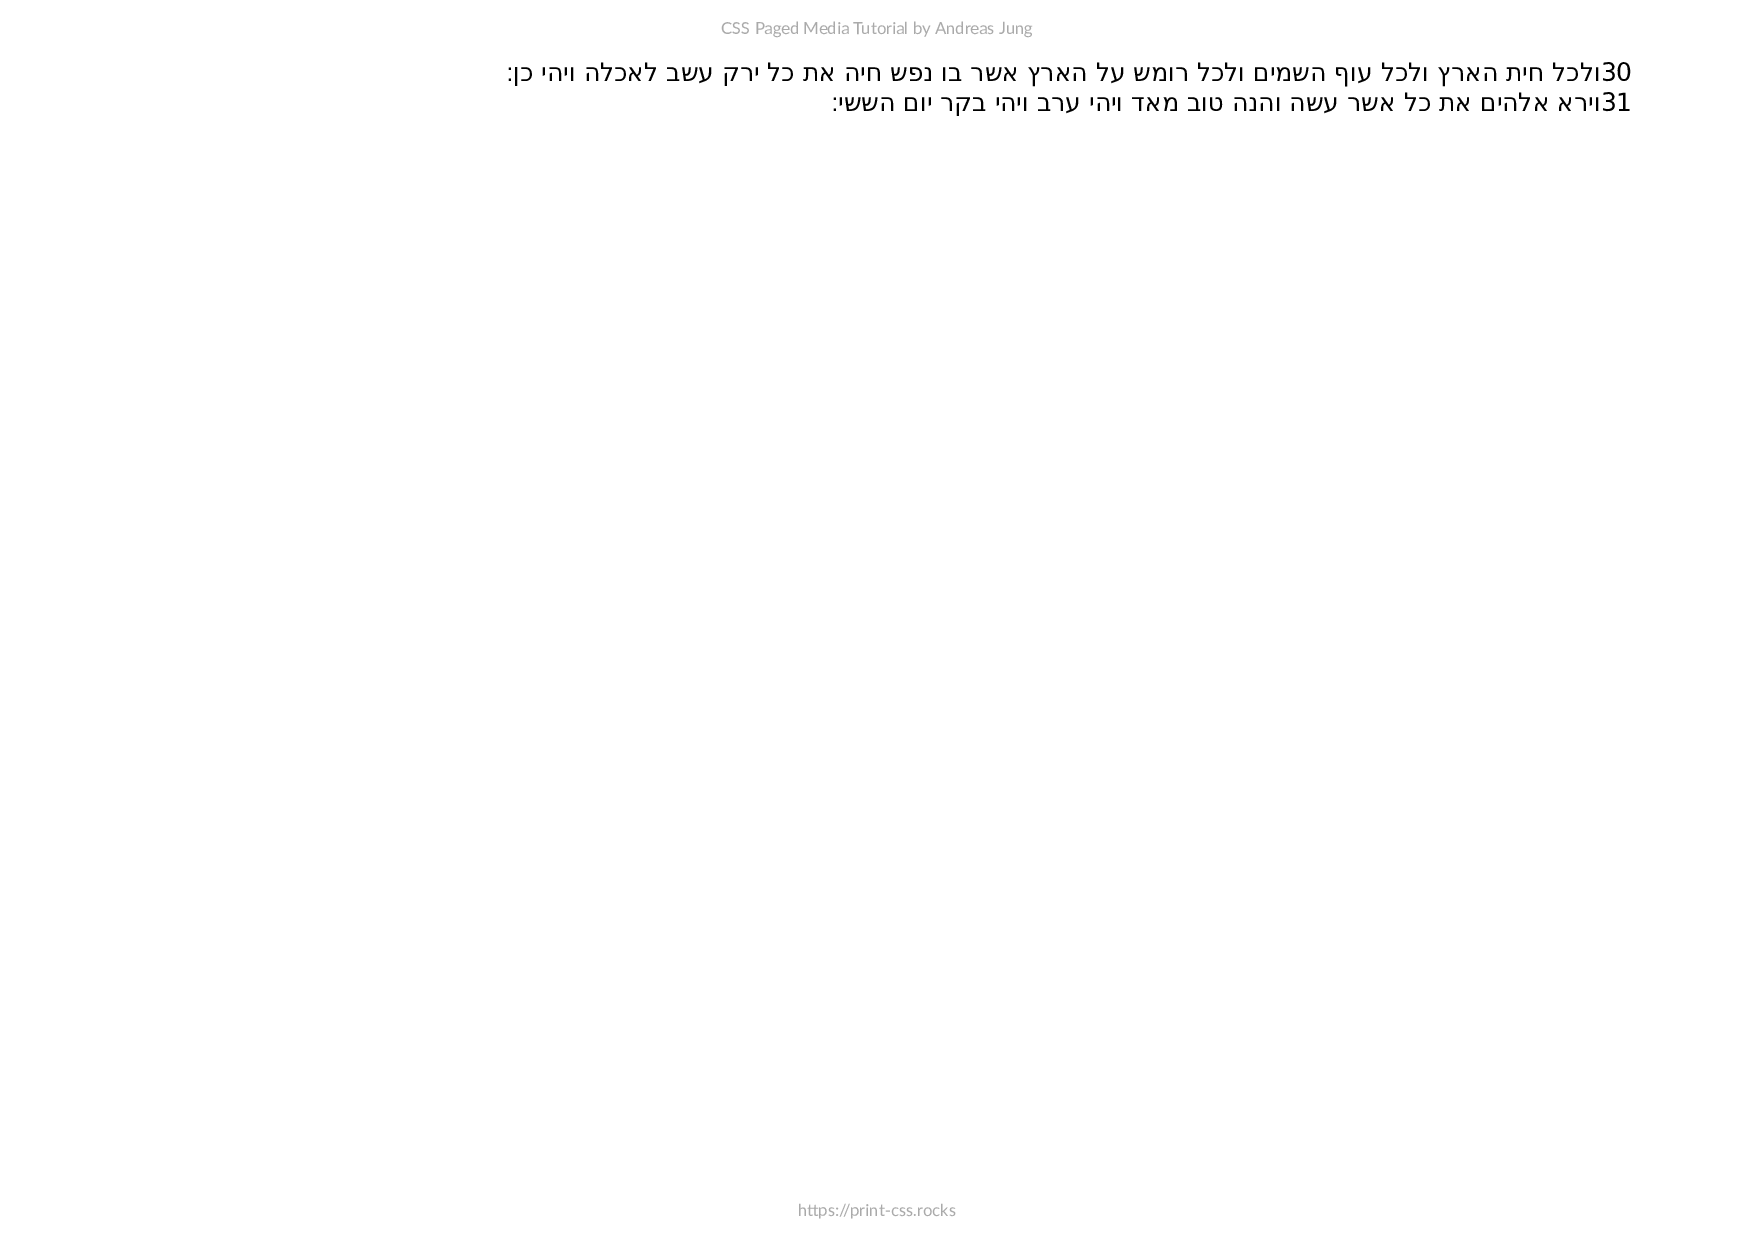 CSS Paged Media Tutorial by Andreas Jung
30ולכל חית הארץ ולכל עוף השמים ולכל רומש על הארץ אשר בו נפש חיה את כל ירק עשב לאכלה ויהי כן:
31וירא אלהים את כל אשר עשה והנה טוב מאד ויהי ערב ויהי בקר יום הששי:
https://print-css.rocks